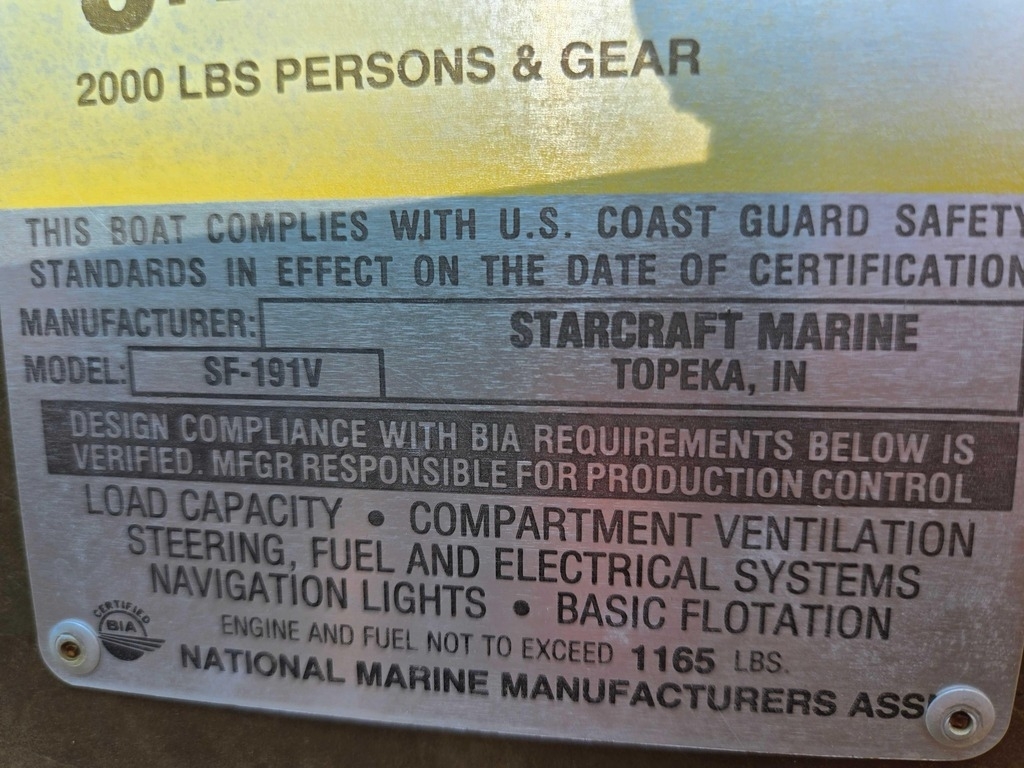 2000 LBS PERSONS & GEAR
THIS BOAT COMPLIES WITH U.S. COAST GUARD SAFETY
STANDARDS IN EFFECT ON THE DATE OF CERTIFICATION
MANUFACTURER: STARCRAFT MARINE
MODEL: SF-191V TOPEKA, IN
DESIGN COMPLIANCE WITH BIA REQUIREMENTS BELOW IS
VERIFIED. MFGR RESPONSIBLE FOR PRODUCTION CONTROL
LOAD CAPACITY • COMPARTMENT VENTILATION
STEERING, FUEL AND ELECTRICAL SYSTEMS
NAVIGATION LIGHTS • BASIC FLOTATION
CERTIFIED
BIA
ENGINE AND FUEL NOT TO EXCEED 1165 LBS.
NATIONAL MARINE MANUFACTURERS ASS